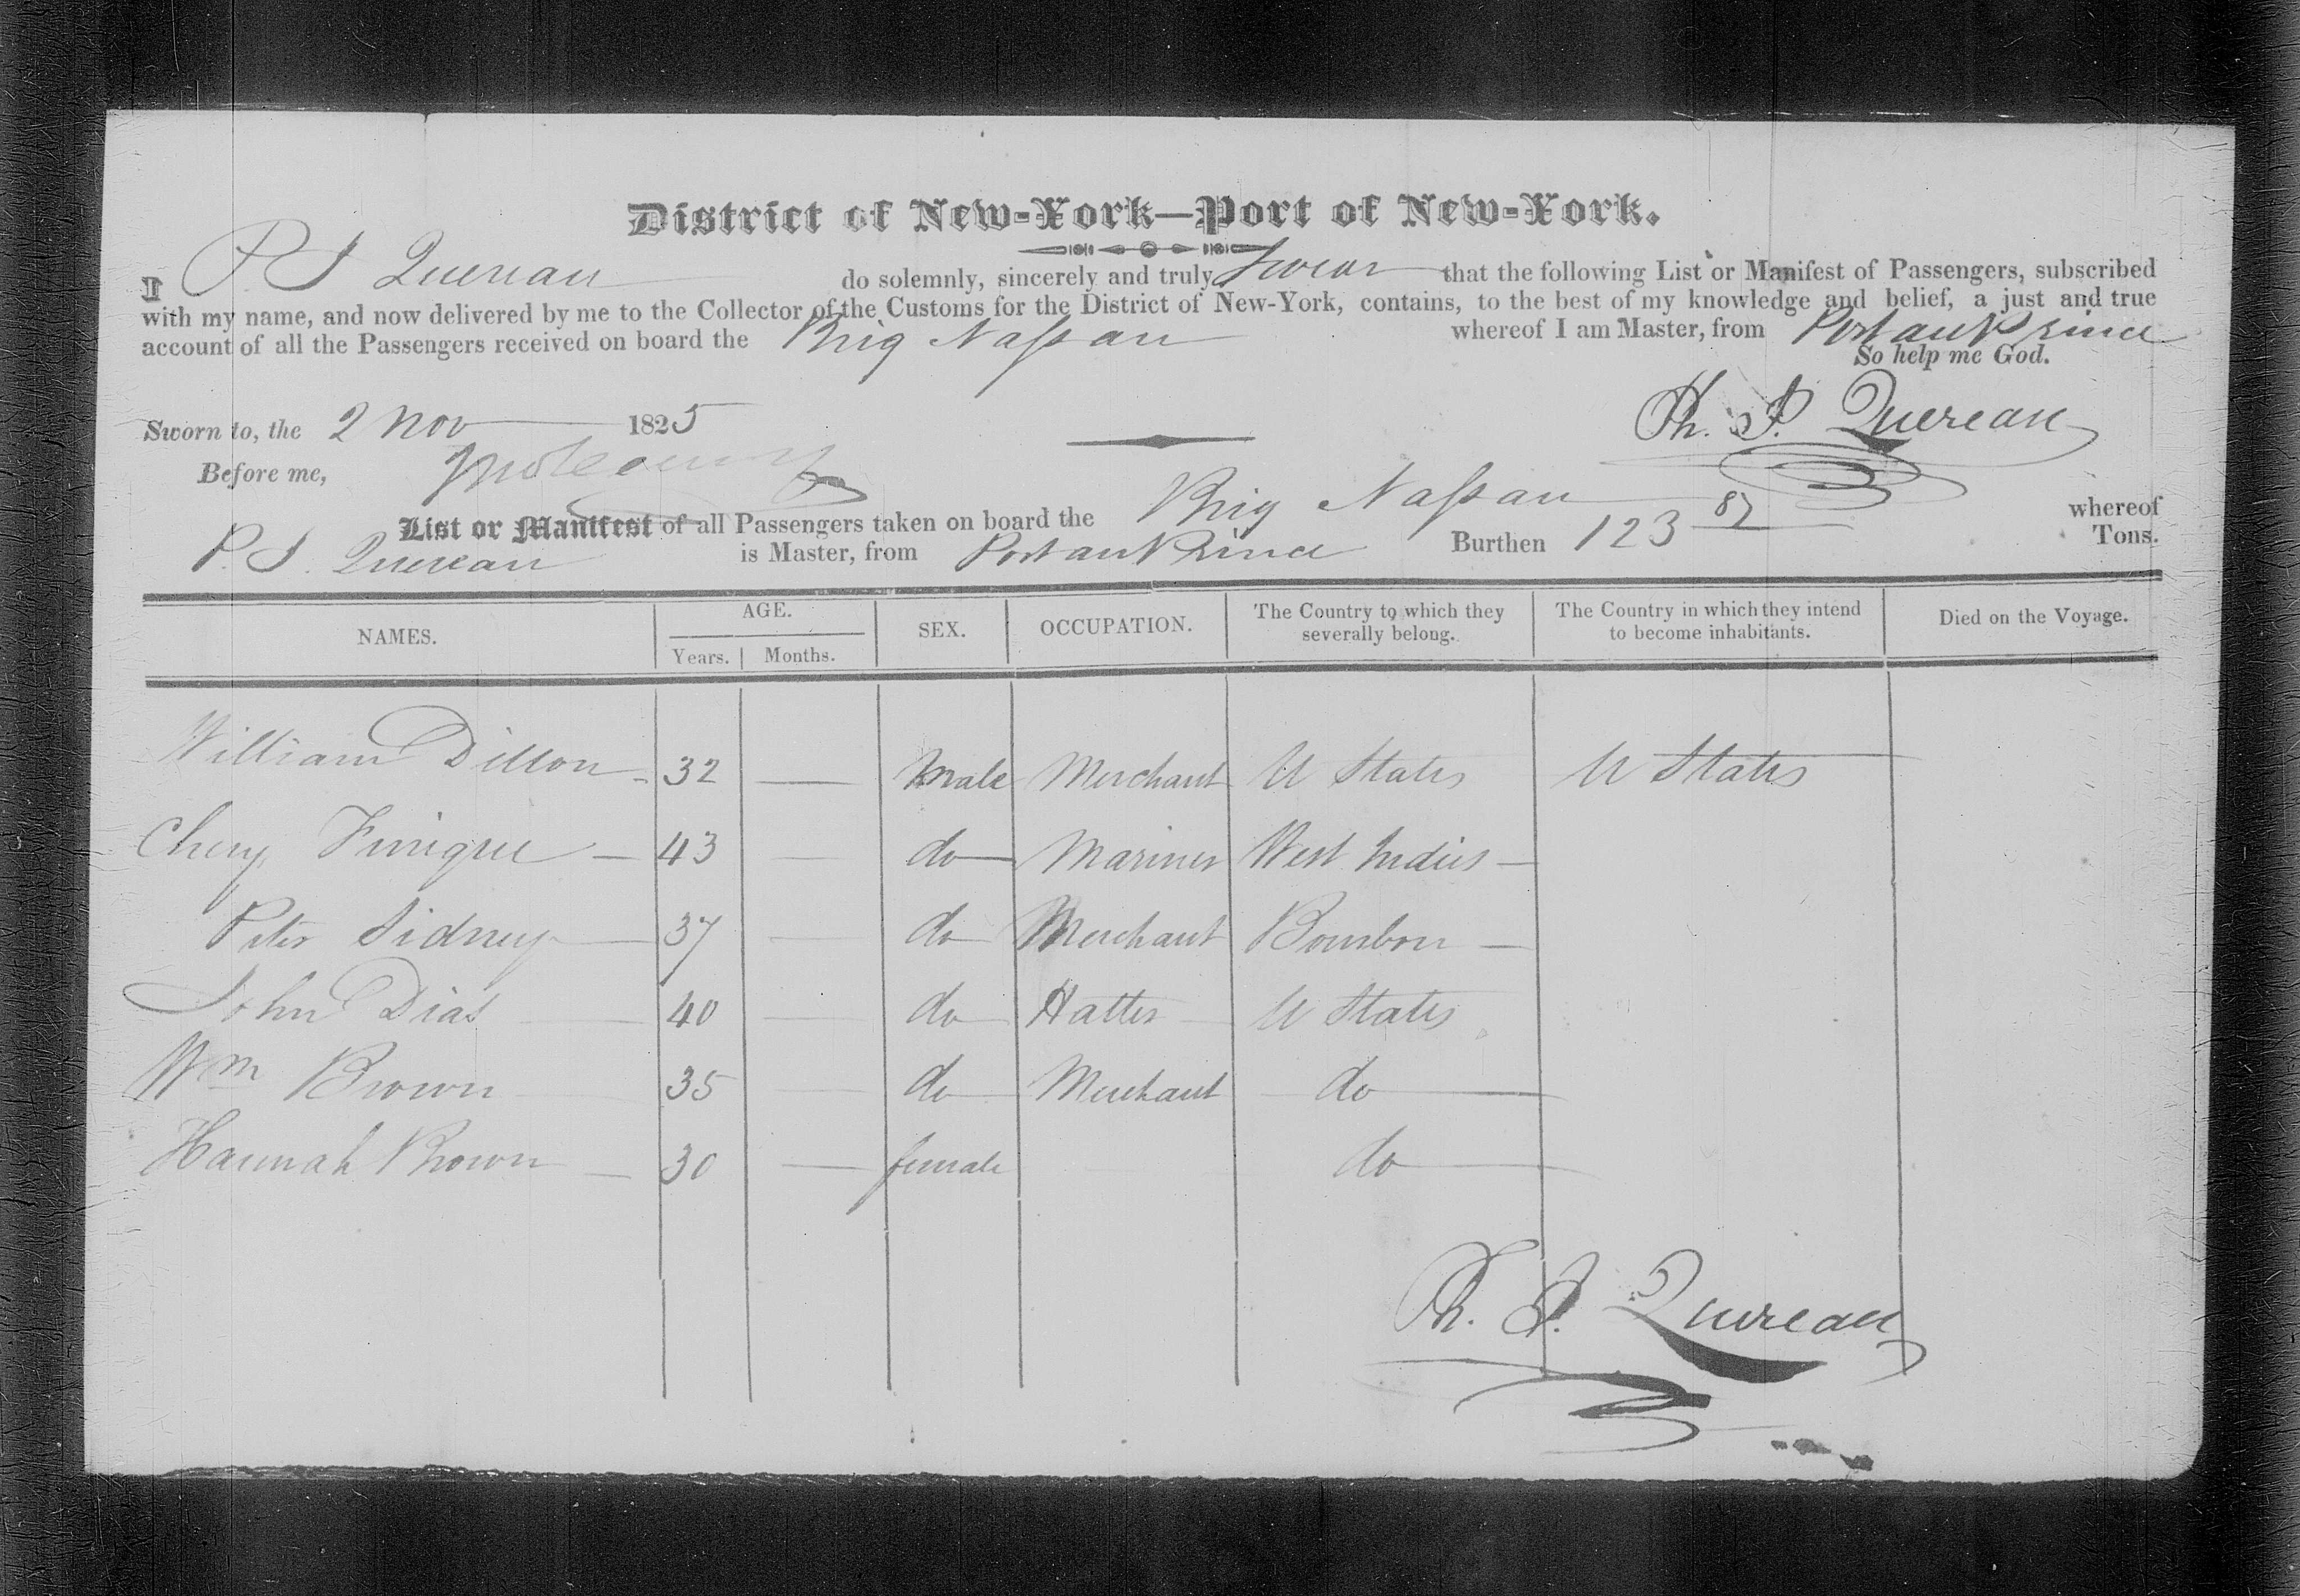 District of New-York—Port of New-York.
I P S Quereau do solemnly, sincerely and truly Swear that the following List or Manifest of Passengers, subscribed
with my name, and now delivered by me to the Collector of the Customs for the District of New-York, contains, to the best of my knowledge and belief, a just and true
account of all the Passengers received on board the Brig Nassau whereof I am Master, from Port au Prince
So help me God.
Sworn to, the 2 Nov 1825 Ph. S. Quereau
Before me,
List or Manifest of all Passengers taken on board the Brig Nassau whereof
P. S. Quereau is Master, from Port au Prince Burthen 123 Tons.
NAMES. AGE. Years. Months. SEX. OCCUPATION. The Country to which they severally belong. The Country in which they intend to become inhabitants. Died on the Voyage.
William Dillon 32 — Male Merchant U States U States
Chery 43 — do Mariner West Indies
Peter Sidney 37 — do Merchant Bourbon
John Dias 40 — do Hatter U States
Wm Brown 35 — do Merchant do
Hannah Brown 30 — female do
Ph. S. Quereau